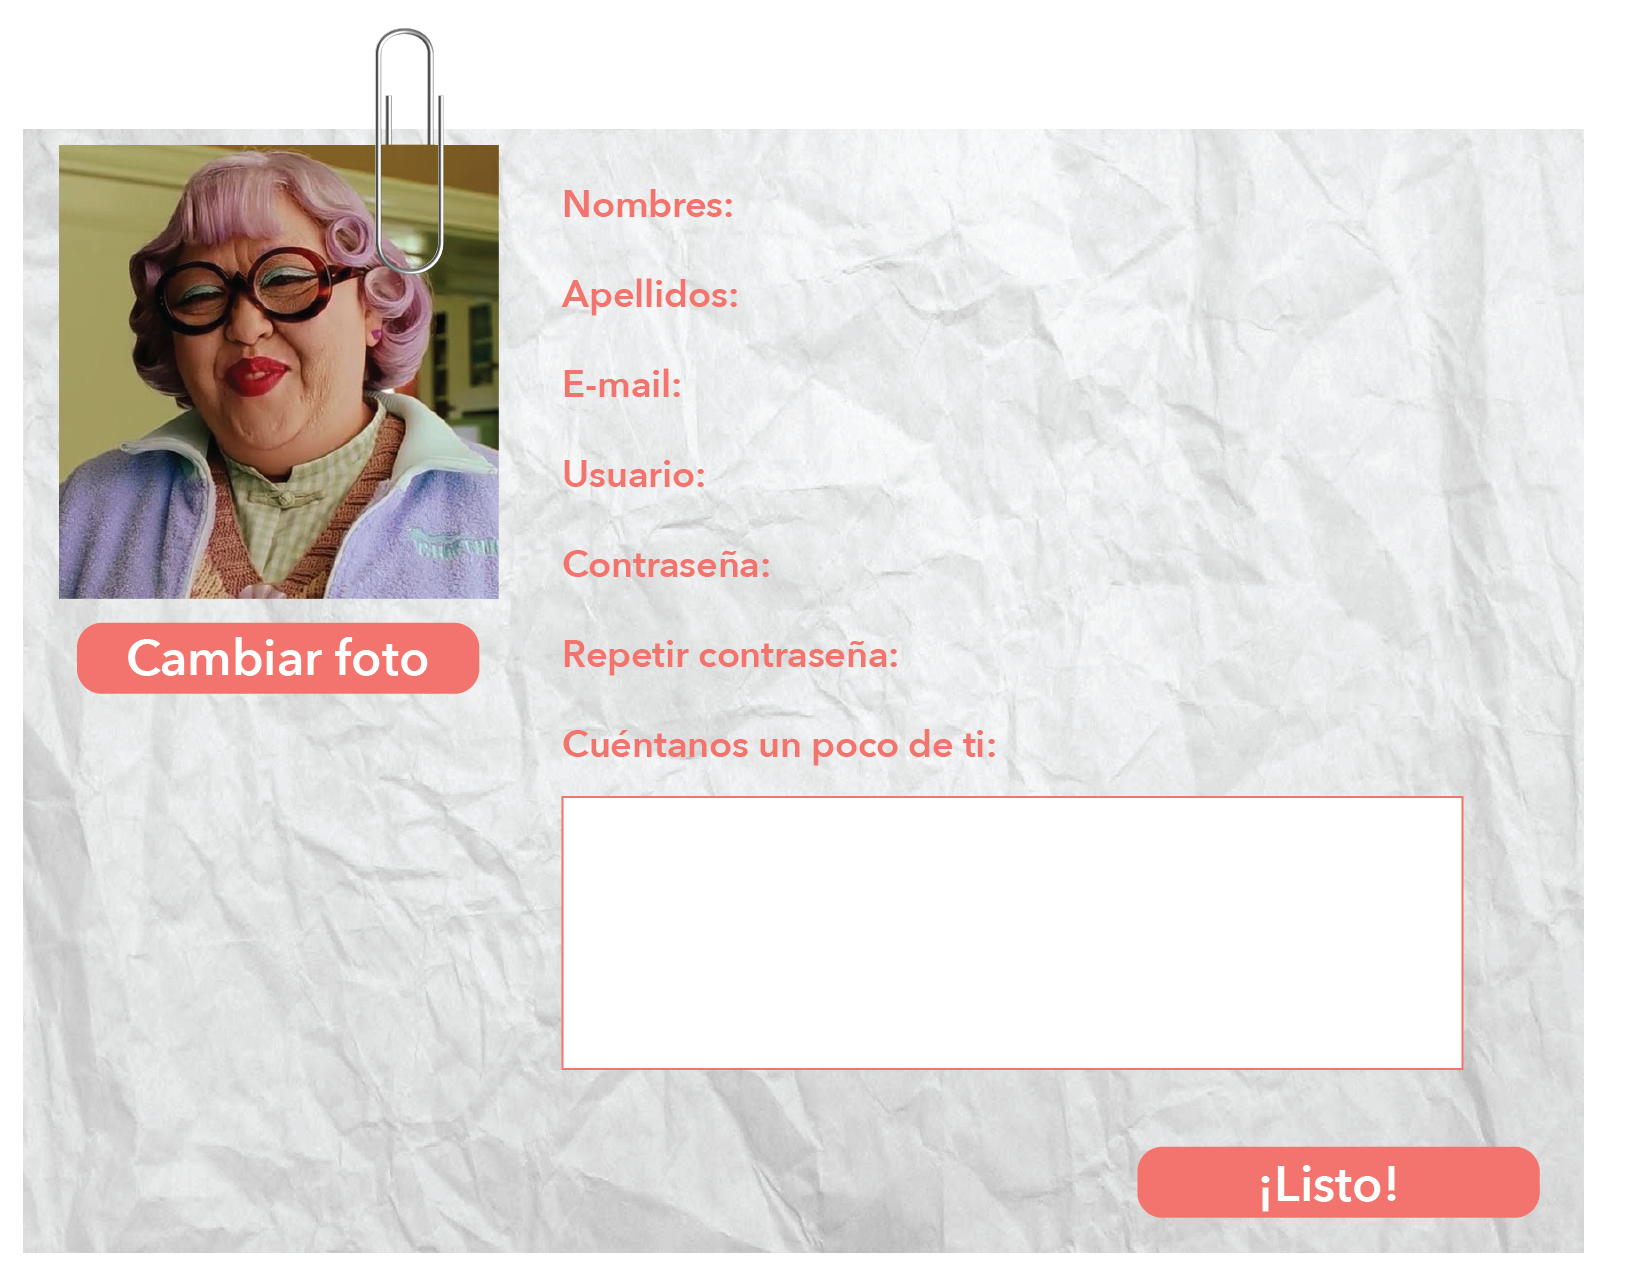 Nombres:
Apellidos:
E-mail:
Usuario:
Contraseña:
Repetir contraseña:
Cuéntanos un poco de ti:
Cambiar foto
¡Listo!